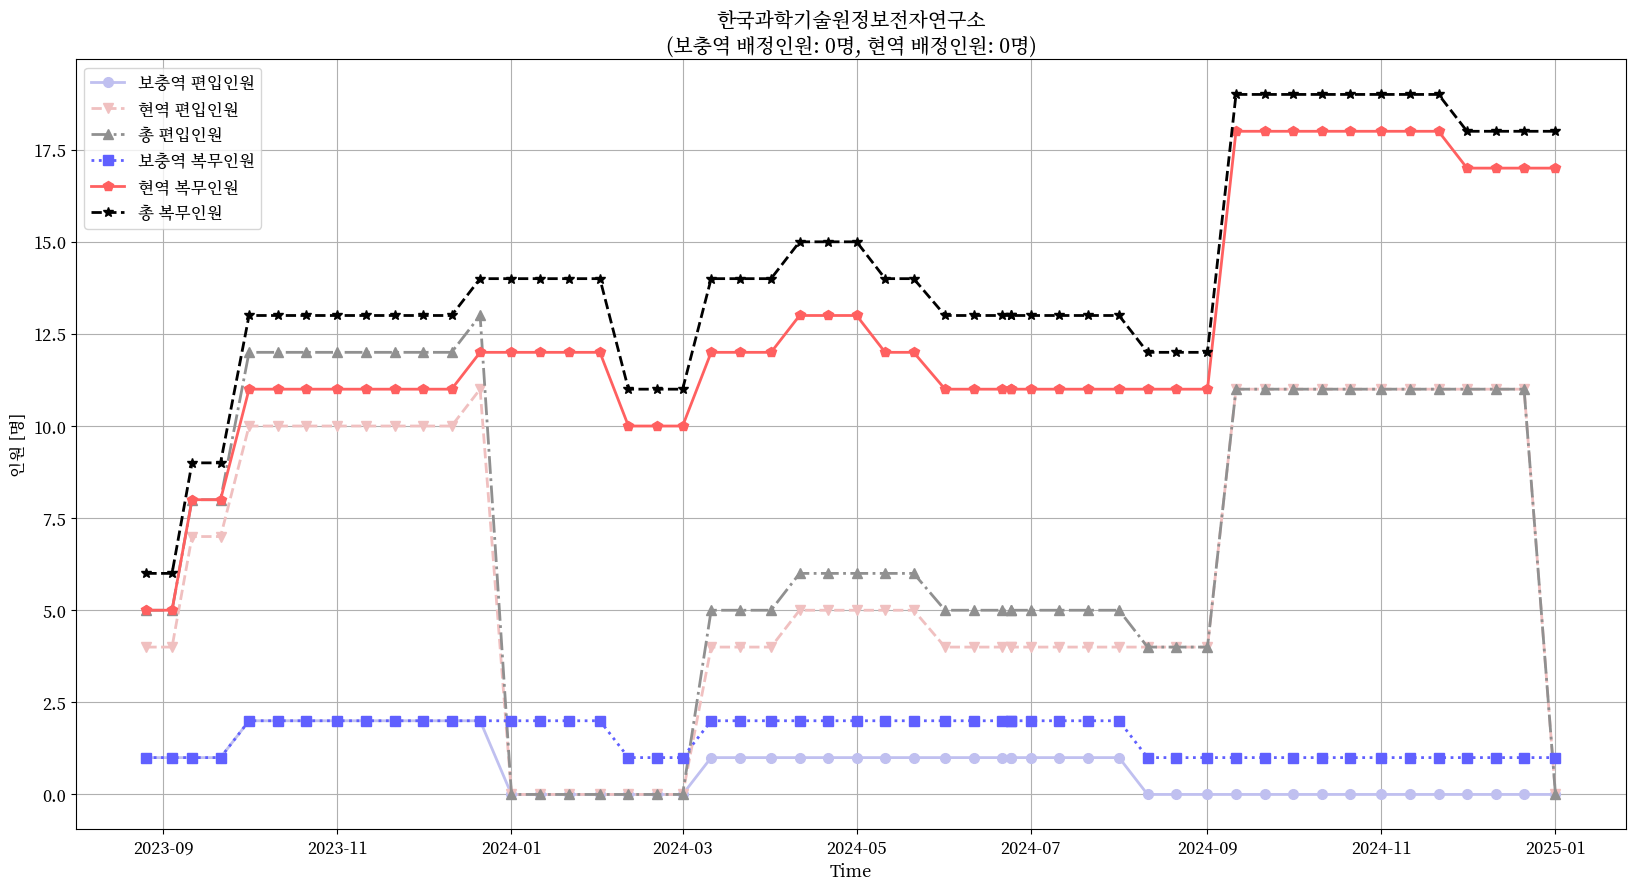 한국과학기술원정보전자연구소
(보충역 배정인원: 0명, 현역 배정인원: 0명)
보충역 편입인원
현역 편입인원
총 편입인원
보충역 복무인원
현역 복무인원
총 복무인원
17.5
15.0
12.5
10.0
7.5
5.0
2.5
0.0
인원 [명]
2023-09
2023-11
2024-01
2024-03
2024-05
2024-07
2024-09
2024-11
2025-01
Time